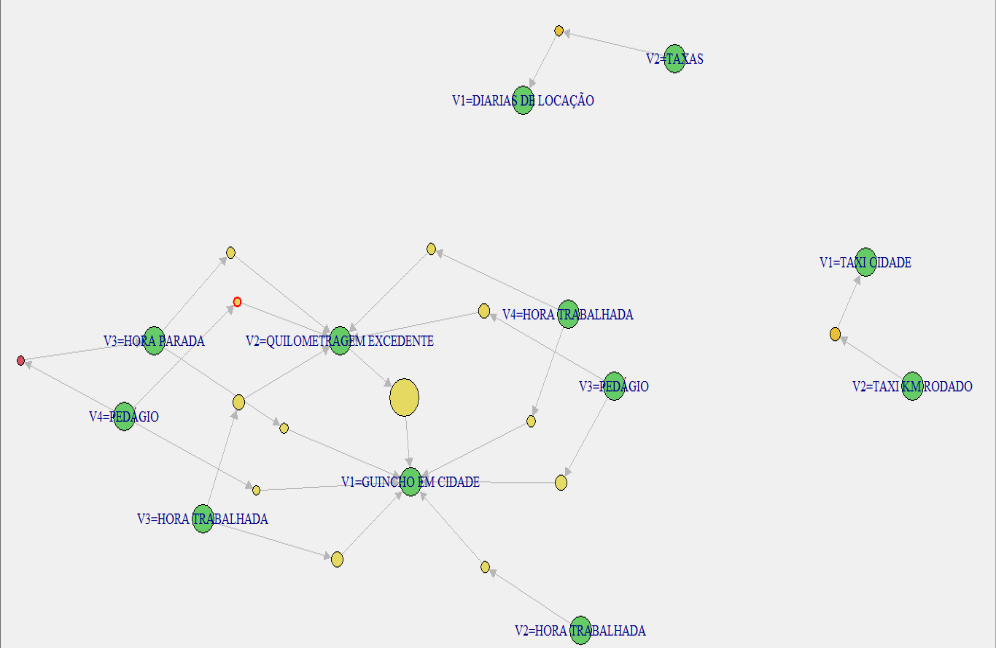 V2=TAXAS
V1=DIARIAS DE LOCAÇÃO
V1=TAXI CIDADE
V4=HORA TRABALHADA
V3=HORA PARADA
V2=QUILOMETRAGEM EXCEDENTE
V3=PEDÁGIO
V2=TAXI KM RODADO
V4=PEDÁGIO
V1=GUINCHO EM CIDADE
V3=HORA TRABALHADA
V2=HORA TRABALHADA